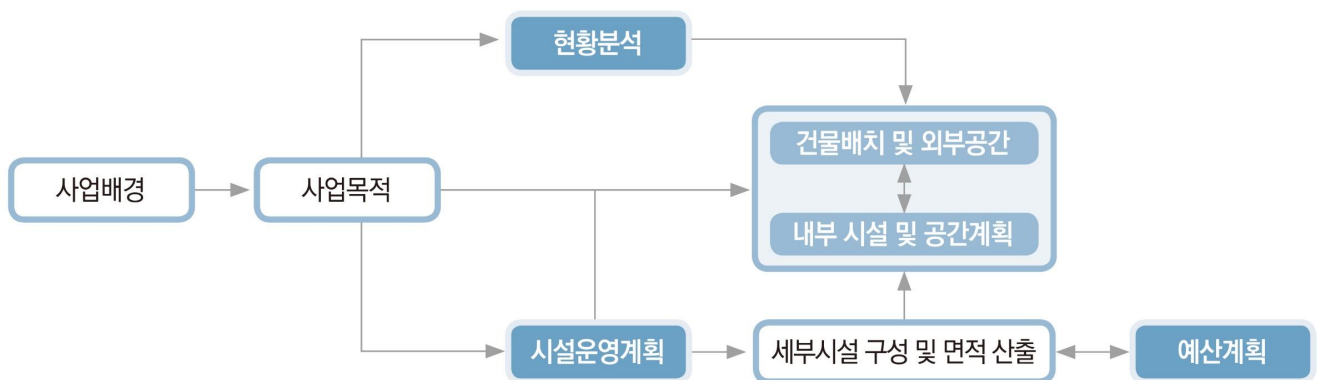 현황분석
건물배치 및 외부공간
사업배경
사업목적
내부 시설 및 공간계획
시설운영계획
세부시설 구성 및 면적 산출
예산계획